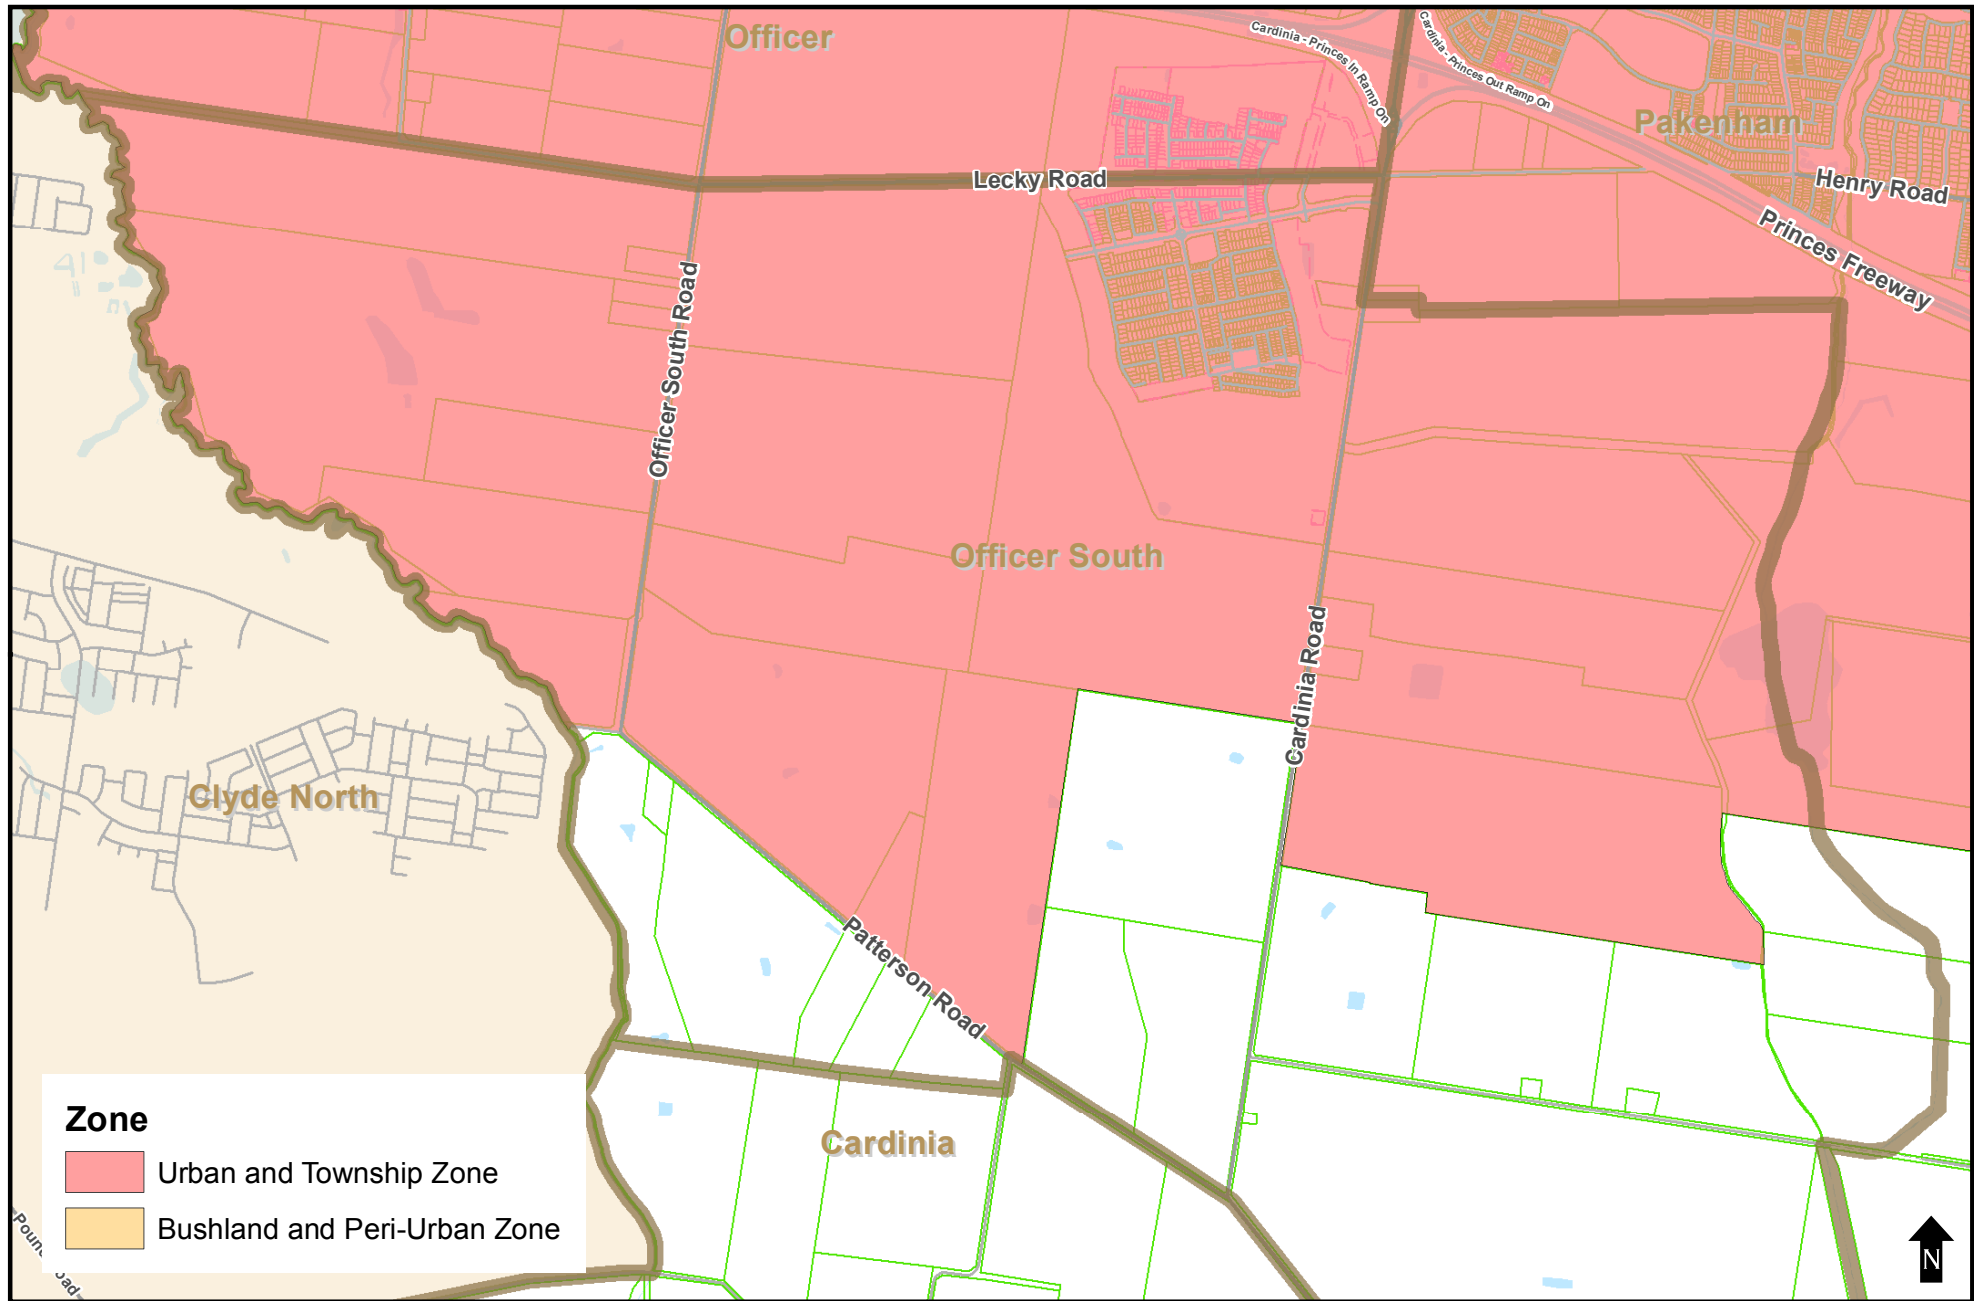 Officer
Cardinia - Princes In Ramp On
Cardinia - Princes Out Ramp On
Pakenham
Lecky Road
Henry Road
Princes Freeway
Officer South Road
Officer South
Cardinia Road
Clyde North
Patterson Road
Cardinia
Zone
Urban and Township Zone
Bushland and Peri-Urban Zone
N